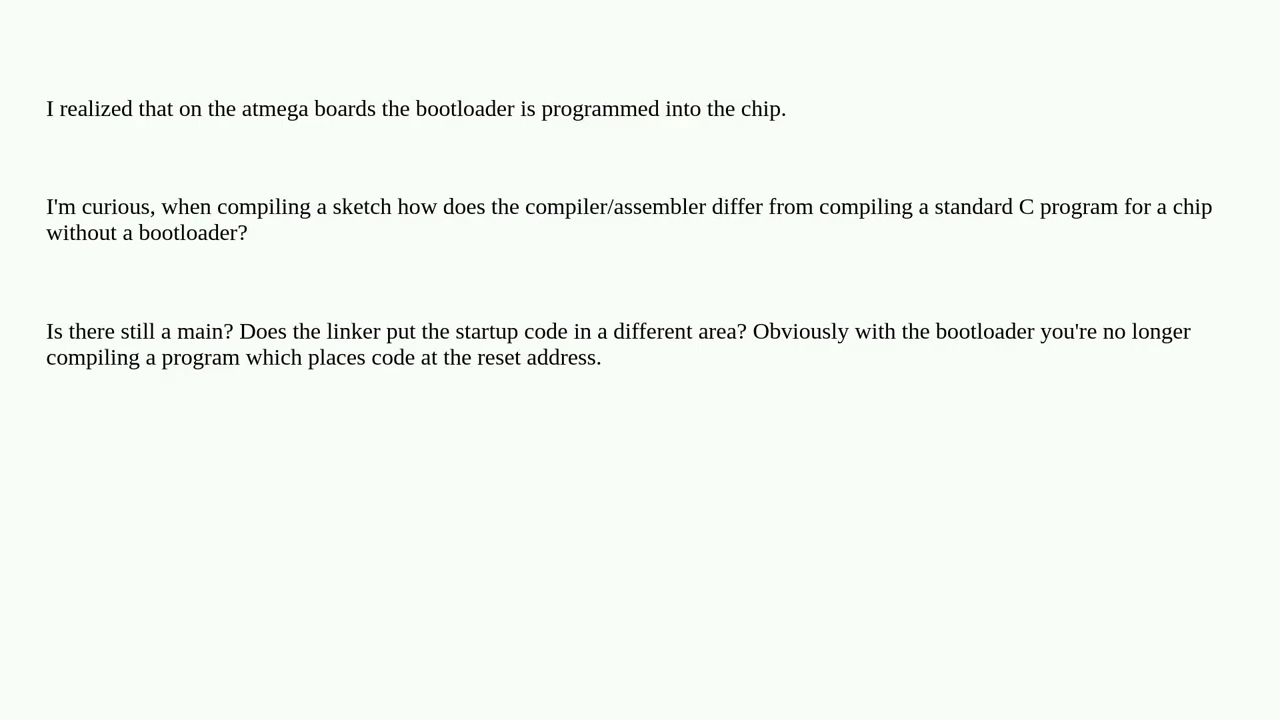 I realized that on the atmega boards the bootloader is programmed into the chip.
I'm curious, when compiling a sketch how does the compiler/assembler differ from compiling a standard C program for a chip
without a bootloader?
Is there still a main? Does the linker put the startup code in a different area? Obviously with the bootloader you're no longer
compiling a program which places code at the reset address.